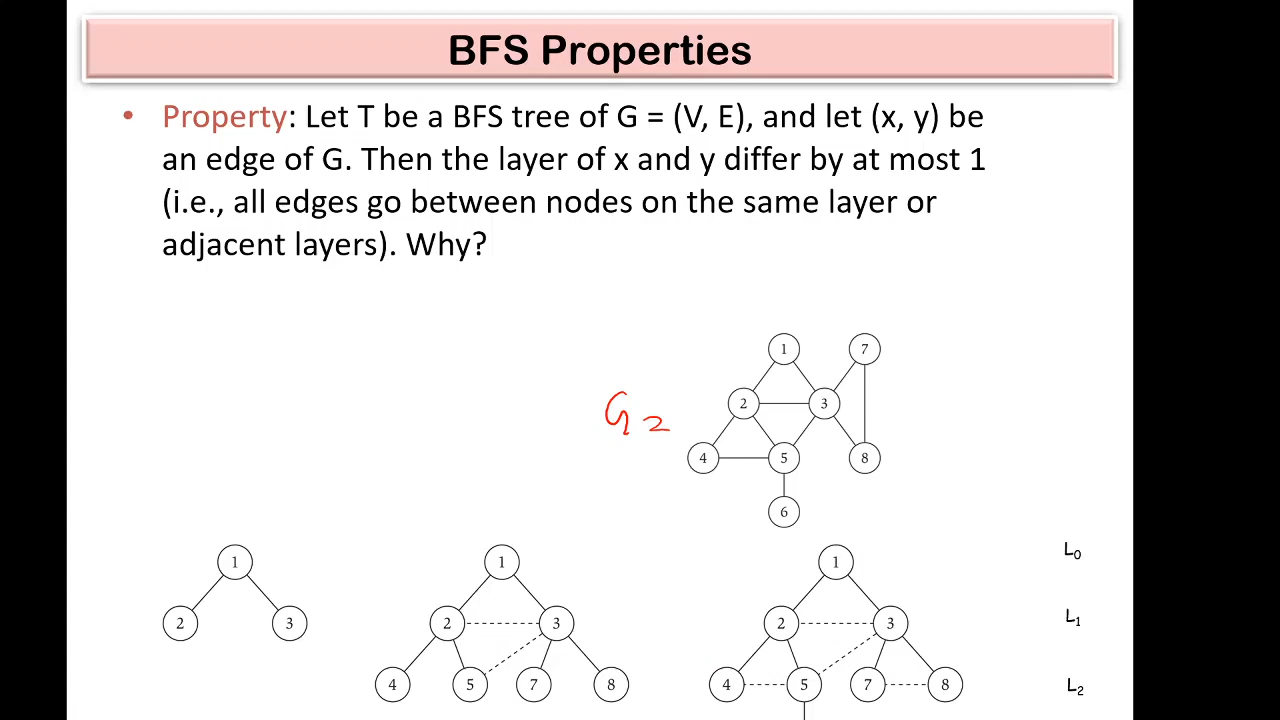 BFS Properties
• Property: Let T be a BFS tree of G = (V, E), and let (x, y) be
an edge of G. Then the layer of x and y differ by at most 1
(i.e., all edges go between nodes on the same layer or
adjacent layers). Why?
1 7
G2 2 3
4 5 8
6
1 1 1 L₀
2 3 2 3 2 3 L₁
4 5 7 8 4 5 7 8 L₂